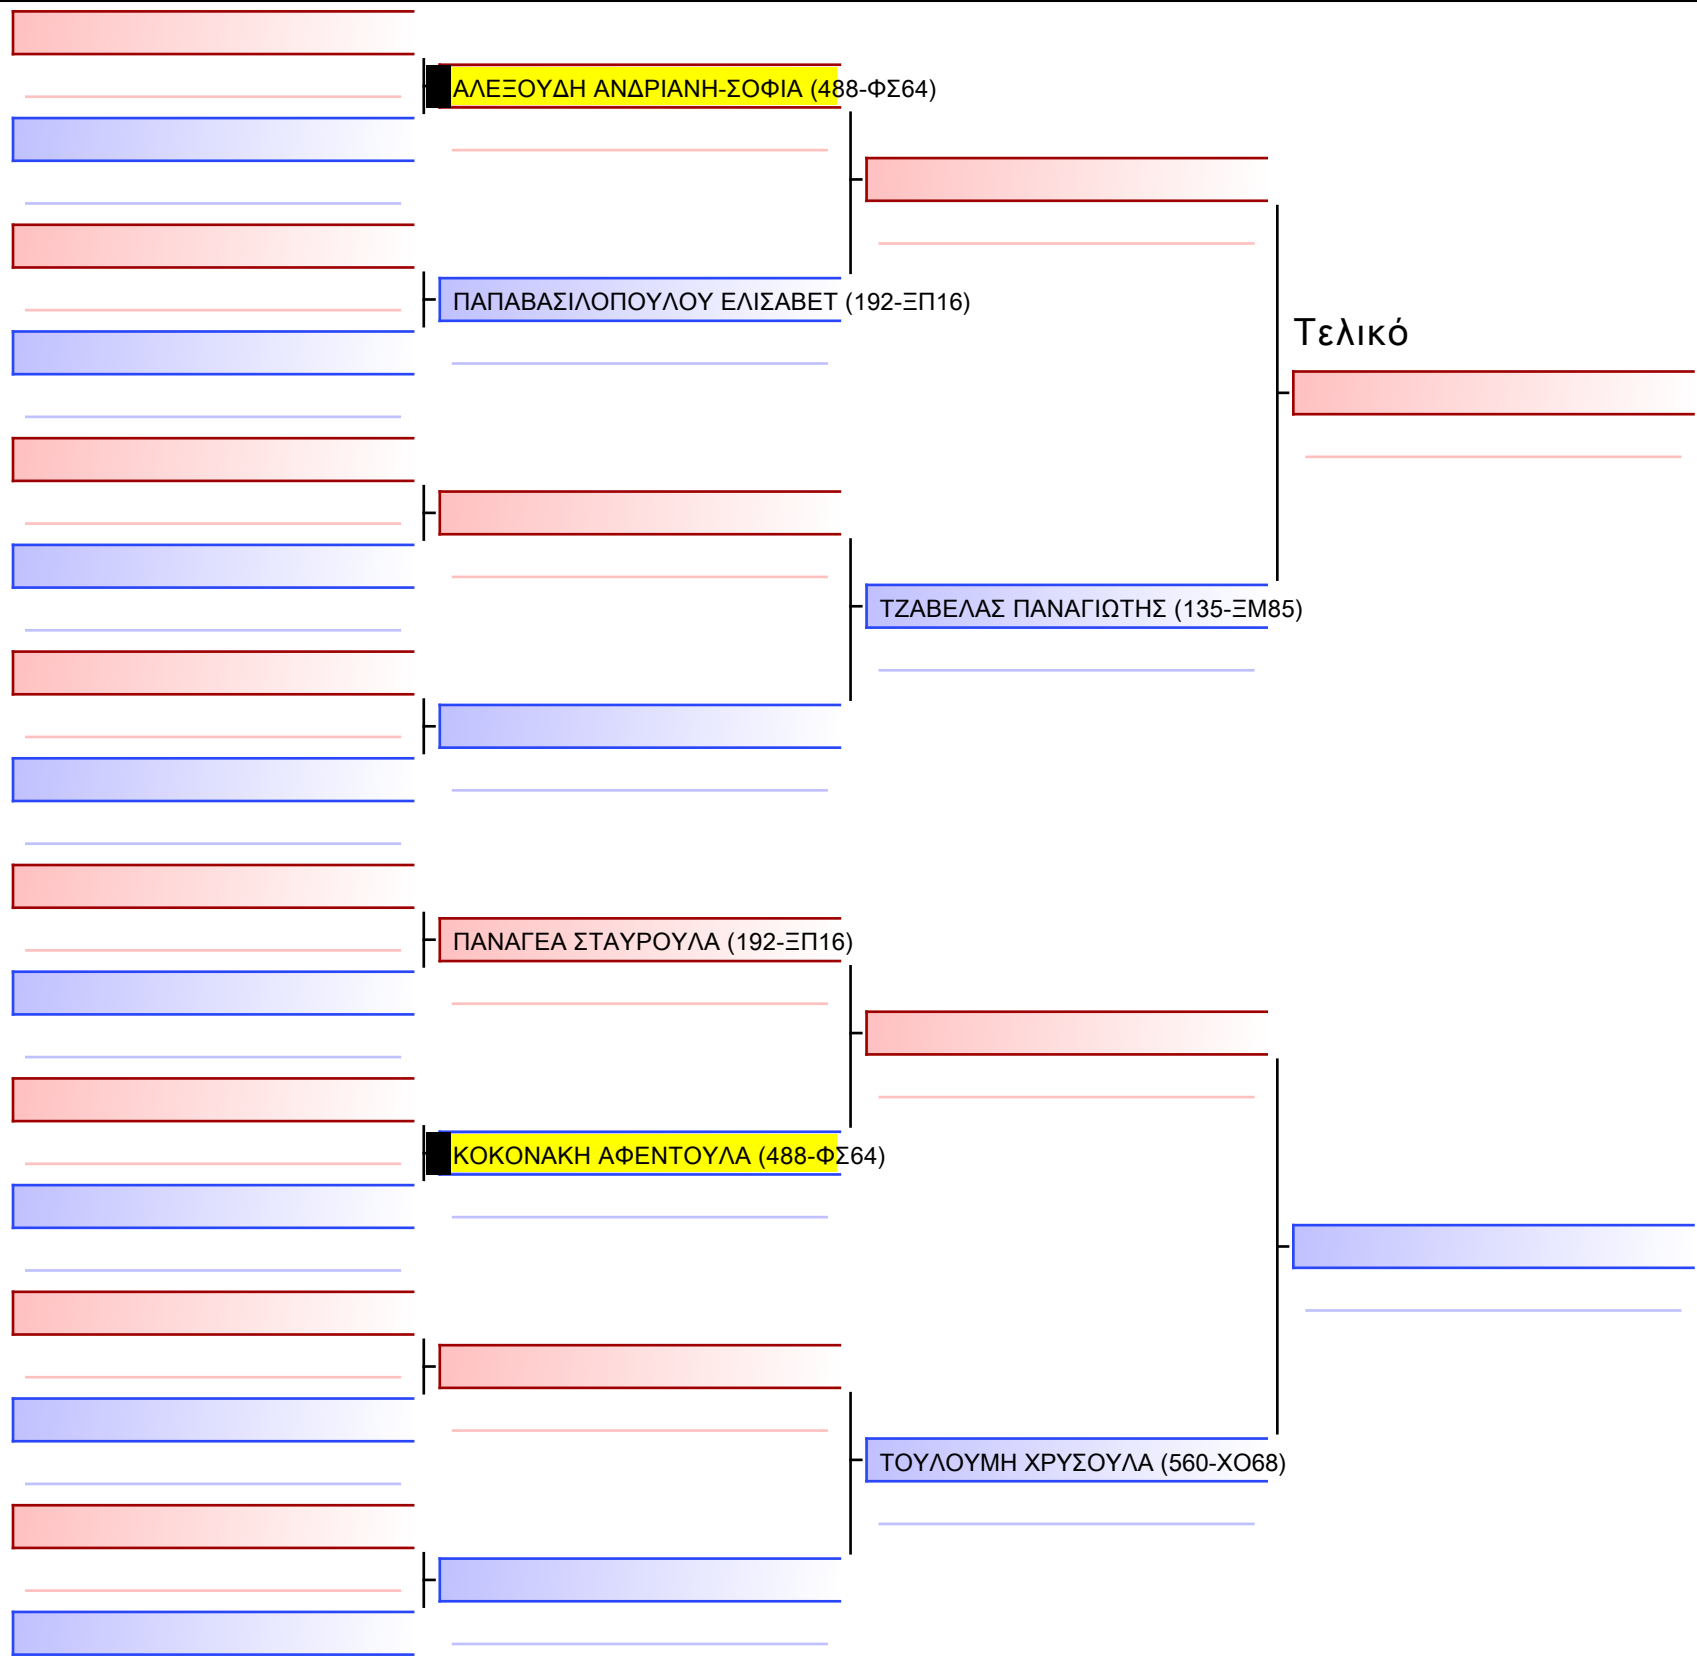 ΑΛΕΞΟΥΔΗ ΑΝΔΡΙΑΝΗ-ΣΟΦΙΑ (488-ΦΣ64)
ΠΑΠΑΒΑΣΙΛΟΠΟΥΛΟΥ ΕΛΙΣΑΒΕΤ (192-ΞΠ16)
Τελικό
ΤΖΑΒΕΛΑΣ ΠΑΝΑΓΙΩΤΗΣ (135-ΞΜ85)
ΠΑΝΑΓΕΑ ΣΤΑΥΡΟΥΛΑ (192-ΞΠ16)
ΚΟΚΟΝΑΚΗ ΑΦΕΝΤΟΥΛΑ (488-ΦΣ64)
ΤΟΥΛΟΥΜΗ ΧΡΥΣΟΥΛΑ (560-ΧΟ68)